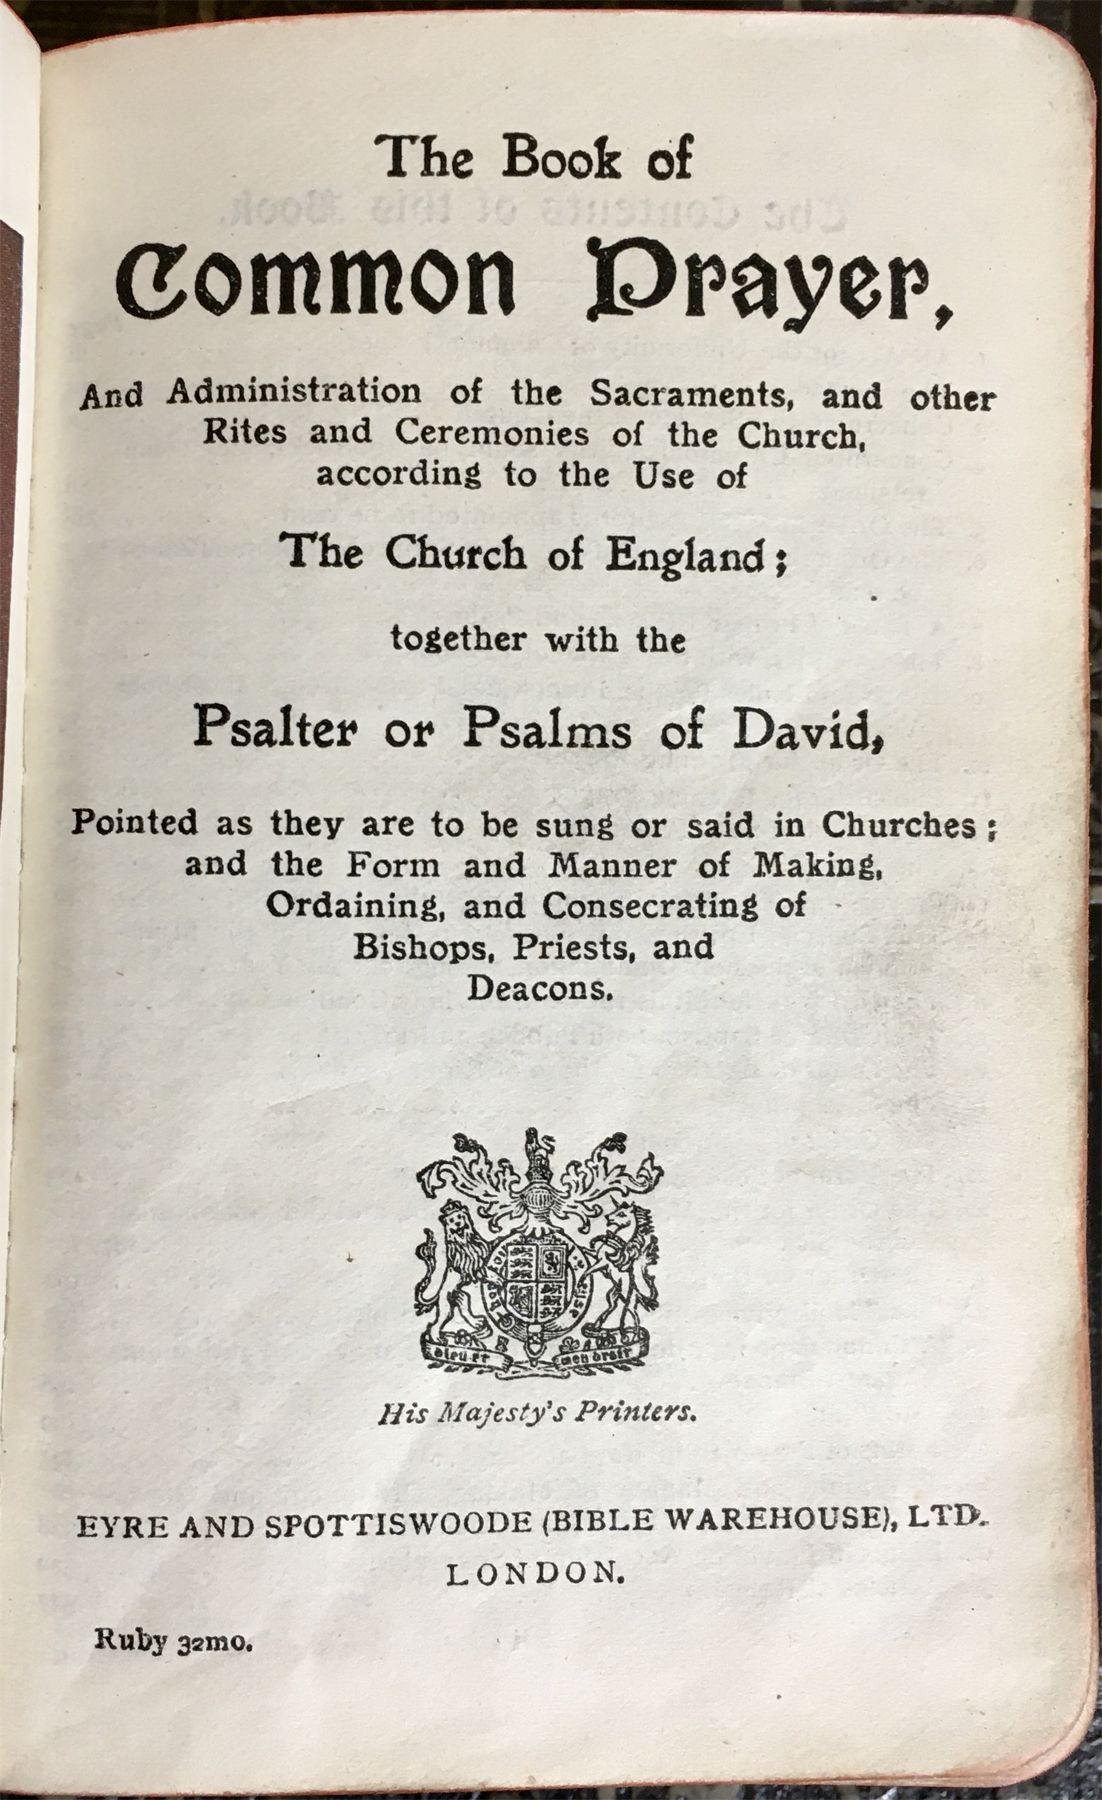 The Book of
Common Prayer,
And Administration of the Sacraments, and other
Rites and Ceremonies of the Church,
according to the Use of
The Church of England;
together with the
Psalter or Psalms of David,
Pointed as they are to be sung or said in Churches;
and the Form and Manner of Making,
Ordaining, and Consecrating of
Bishops, Priests, and
Deacons.
His Majesty's Printers.
EYRE AND SPOTTISWOODE (BIBLE WAREHOUSE), LTD.
LONDON.
Ruby 32mo.